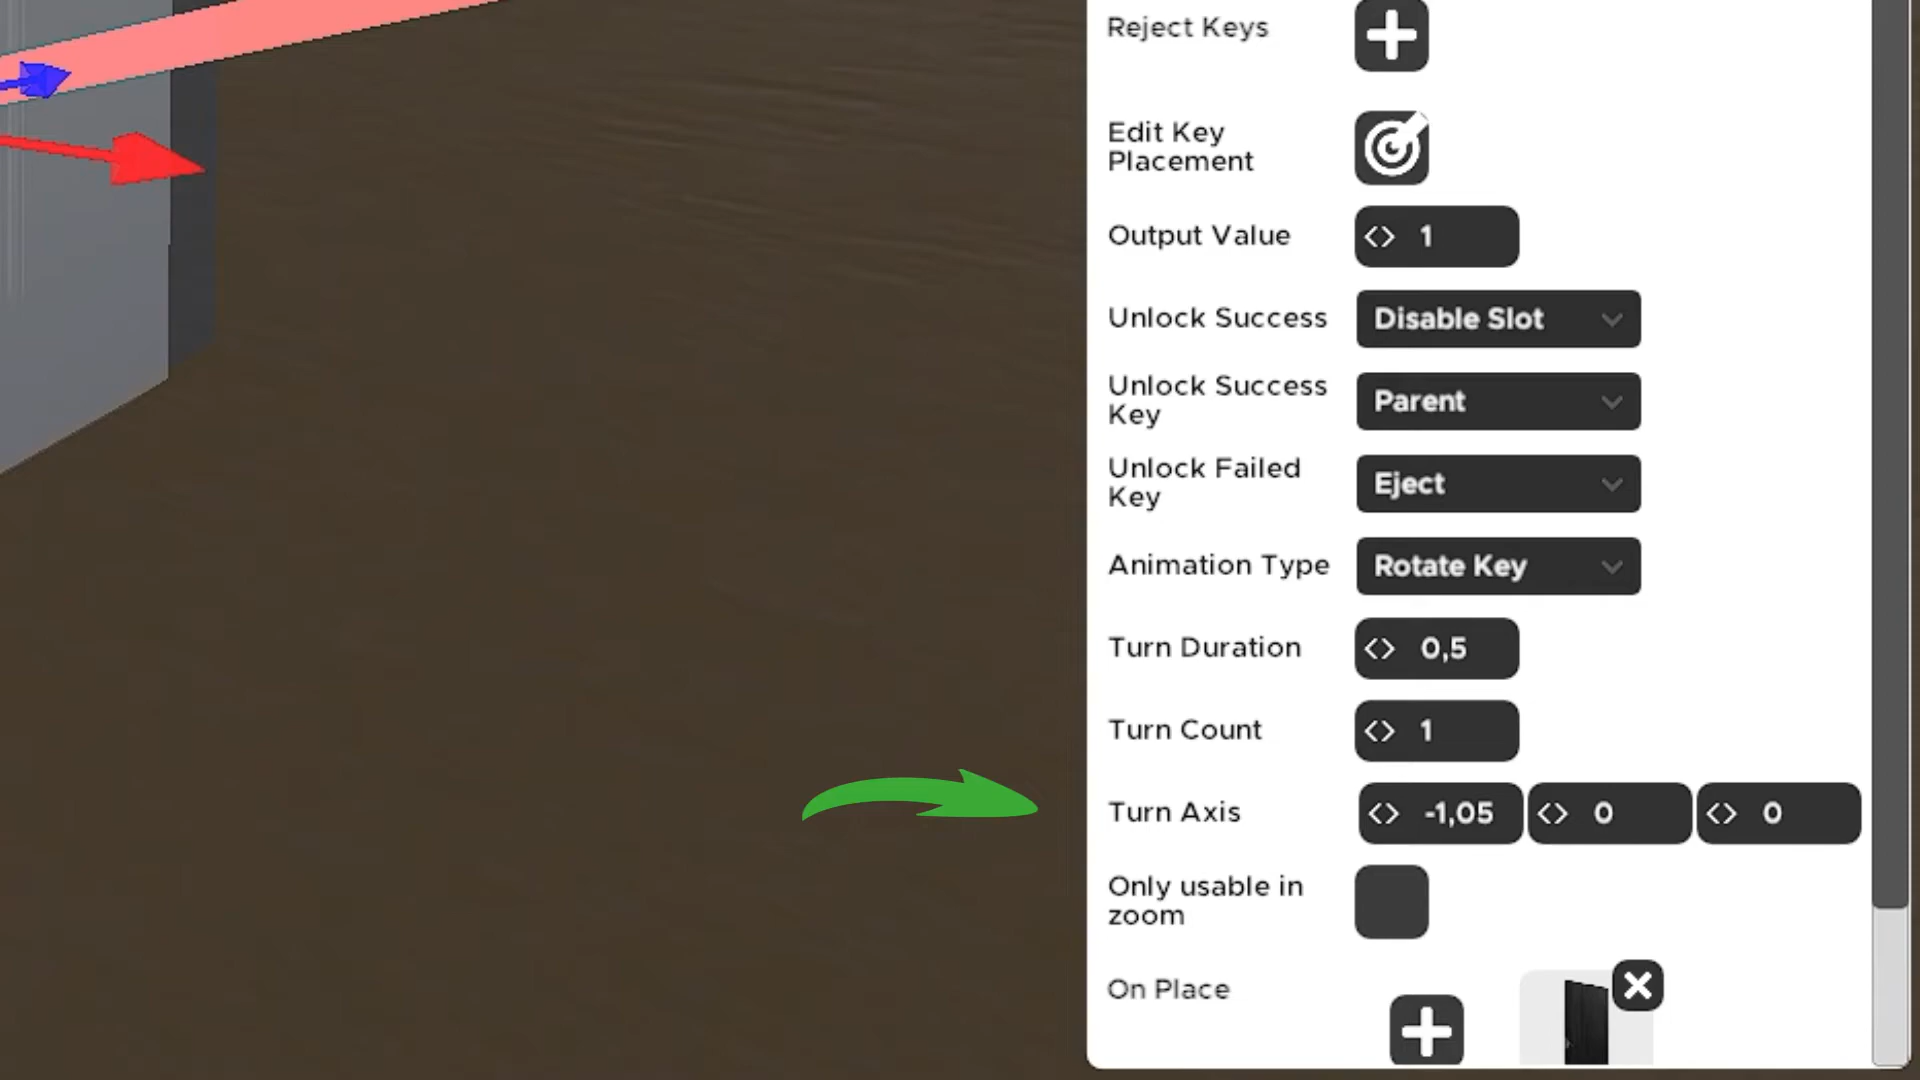 Reject Keys
Edit Key
Placement
Output Value
1
Unlock Success
Disable Slot
Unlock Success
Key
Parent
Unlock Failed
Key
Eject
Animation Type
Rotate Key
Turn Duration
0,5
Turn Count
1
Turn Axis
-1,05
0
0
Only usable in
zoom
On Place